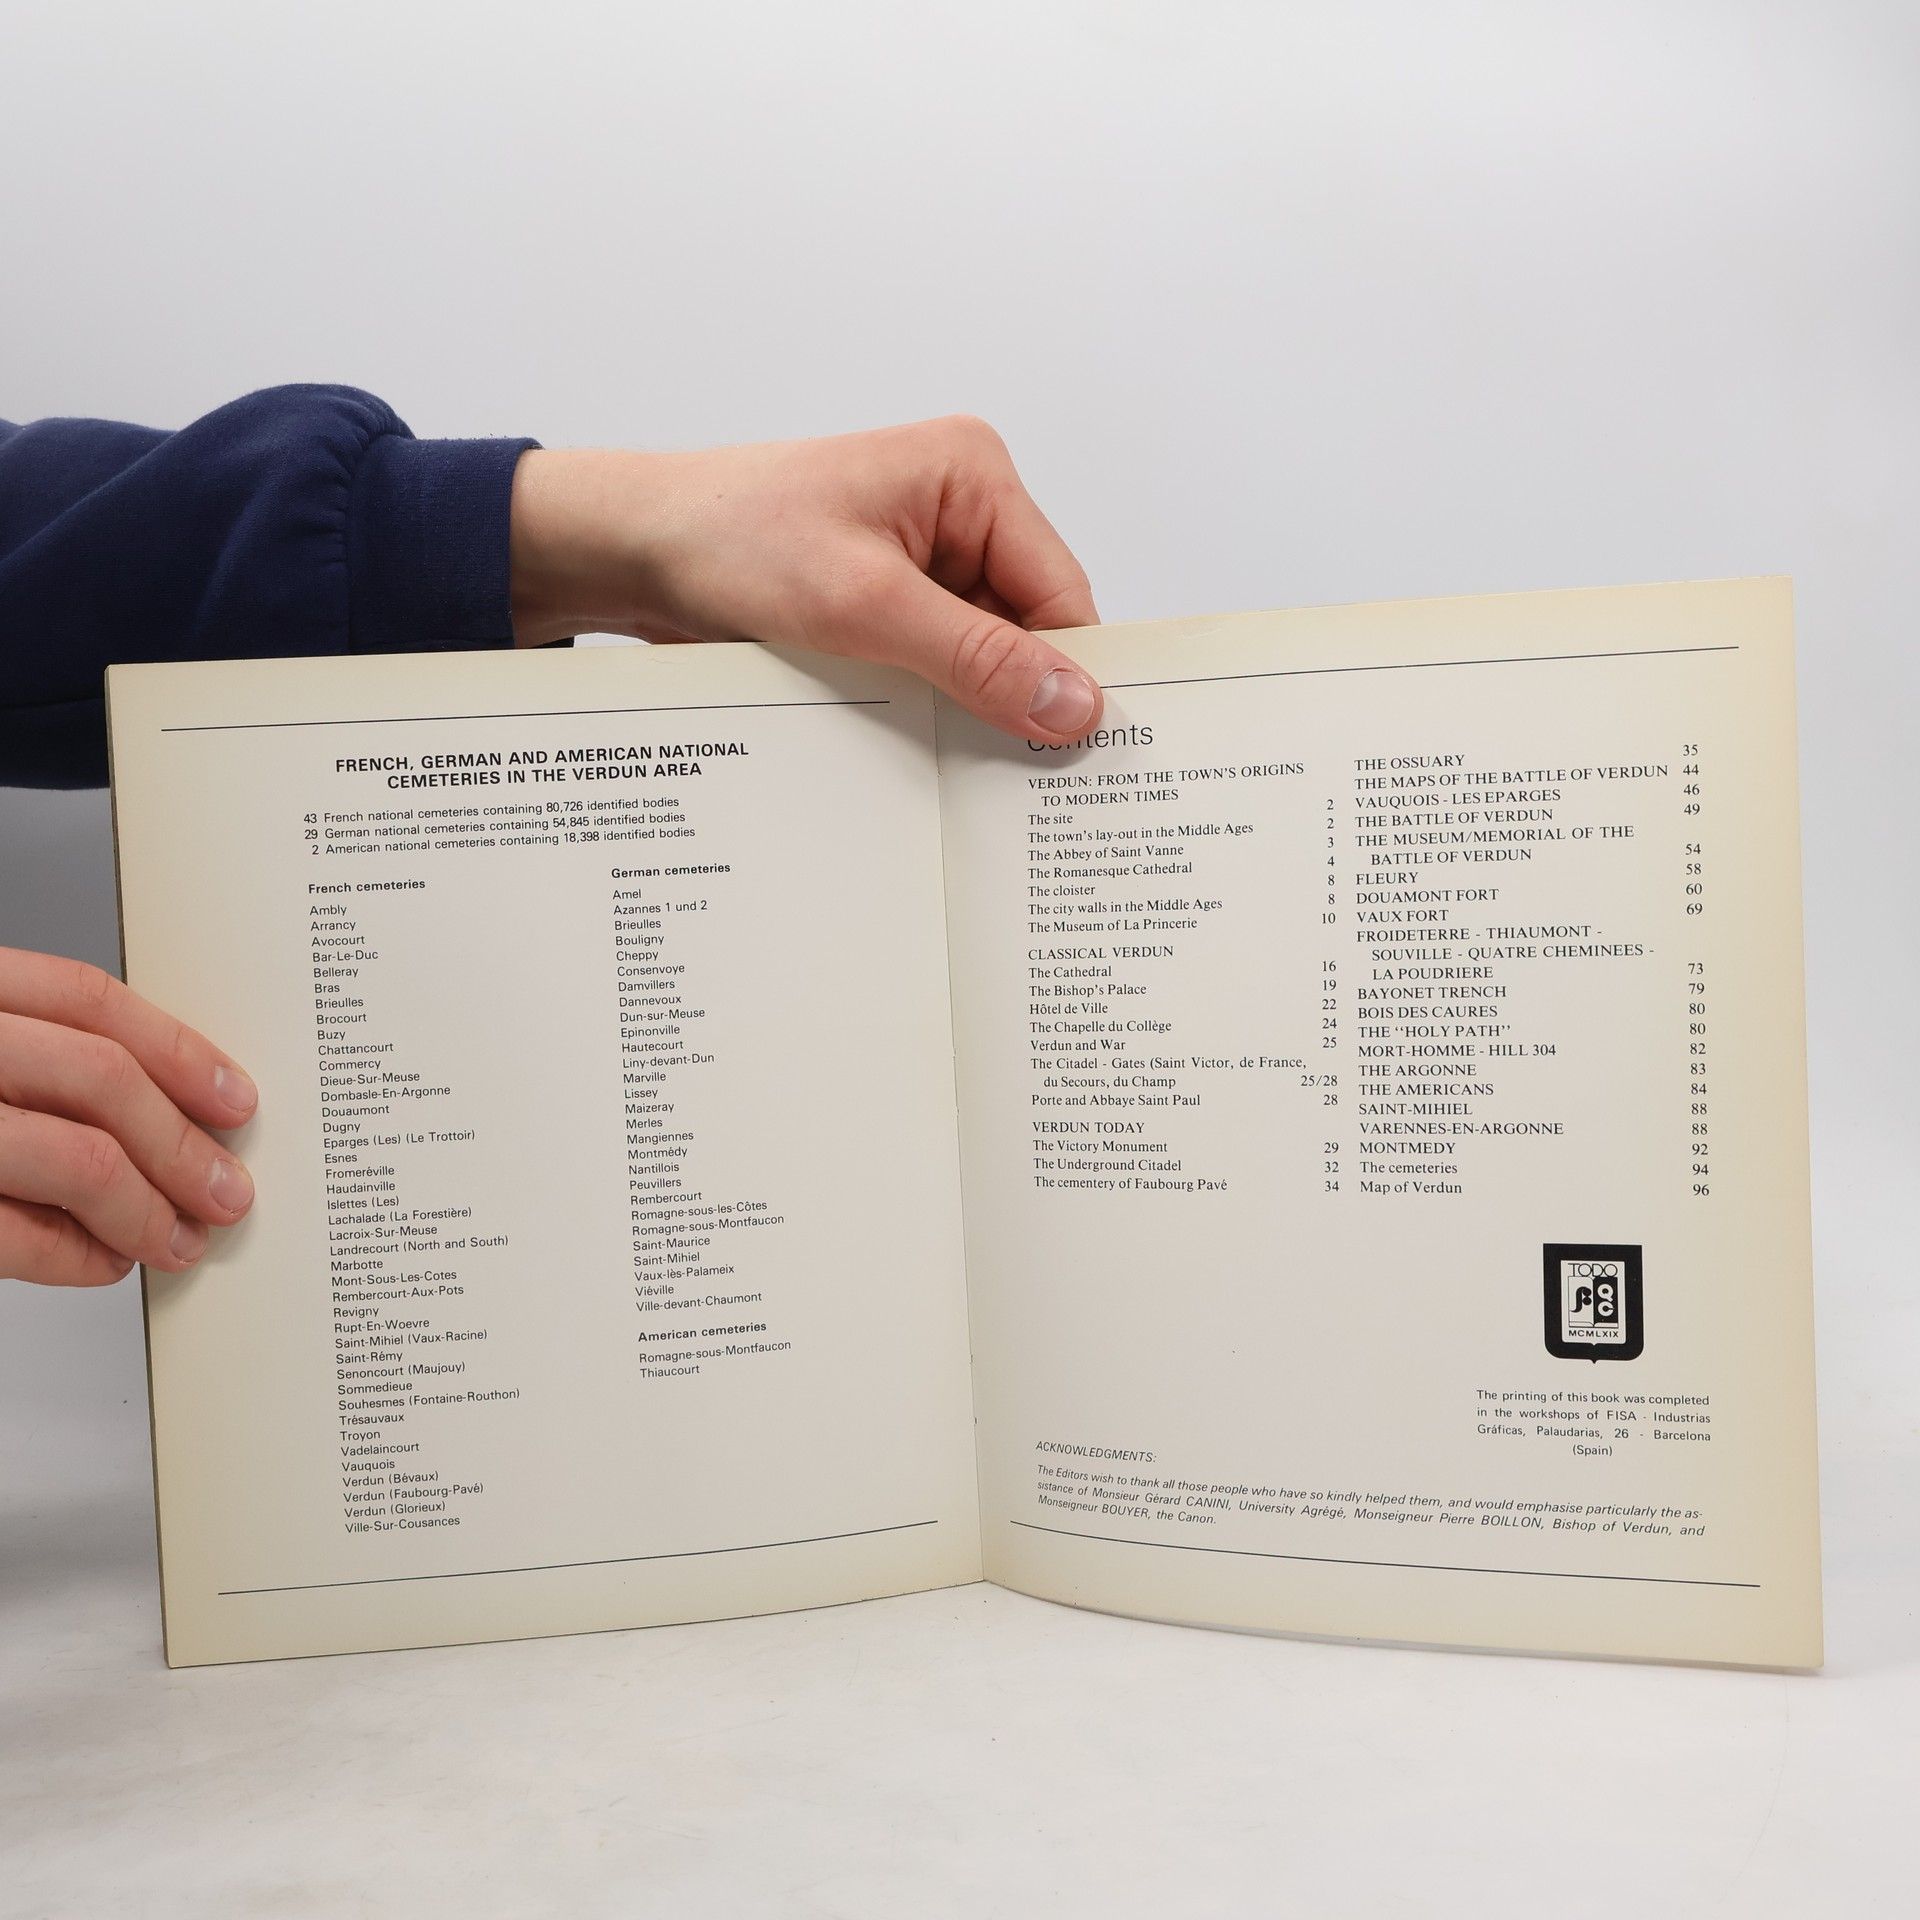 FRENCH, GERMAN AND AMERICAN NATIONAL
CEMETERIES IN THE VERDUN AREA
43 French national cemeteries containing 80,726 identified bodies
29 German national cemeteries containing 54,845 identified bodies
2 American national cemeteries containing 18,398 identified bodies
French cemeteries
Ambly
Arrancy
Avocourt
Bar-Le-Duc
Belleray
Bras
Brieulles
Brocourt
Buzy
Chattancourt
Commercy
Dieue-Sur-Meuse
Dombasle-En-Argonne
Douaumont
Dugny
Eparges (Les) (Le Trottoir)
Esnes
Fromeréville
Haudainville
Islettes (Les)
Lachalade (La Forestière)
Lacroix-Sur-Meuse
Landrecourt (North and South)
Marbotte
Mont-Sous-Les-Cotes
Rembercourt-Aux-Pots
Revigny
Rupt-En-Woevre
Saint-Mihiel (Vaux-Racine)
Saint-Rémy
Senoncourt (Maujouy)
Sommedieue
Souhesmes (Fontaine-Routhon)
Trésauvaux
Troyon
Vadelaincourt
Vauquois
Verdun (Bévaux)
Verdun (Faubourg-Pavé)
Verdun (Glorieux)
Ville-Sur-Cousances
German cemeteries
Amel
Azannes 1 und 2
Brieulles
Bouligny
Cheppy
Consenvoye
Damvillers
Dannevoux
Dun-sur-Meuse
Epinonville
Hautecourt
Liny-devant-Dun
Marville
Lissey
Maizeray
Merles
Mangiennes
Montmédy
Nantillois
Peuvillers
Rembercourt
Romagne-sous-les-Côtes
Romagne-sous-Montfaucon
Saint-Maurice
Saint-Mihiel
Vaux-lès-Palameix
Viéville
Ville-devant-Chaumont
American cemeteries
Romagne-sous-Montfaucon
Thiaucourt
Contents
VERDUN: FROM THE TOWN'S ORIGINS
TO MODERN TIMES 2
The site 2
The town's lay-out in the Middle Ages 3
The Abbey of Saint Vanne 4
The Romanesque Cathedral 8
The cloister 8
The city walls in the Middle Ages 10
The Museum of La Princerie
CLASSICAL VERDUN
The Cathedral 16
The Bishop's Palace 19
Hôtel de Ville 22
The Chapelle du Collège 24
Verdun and War 25
The Citadel - Gates (Saint Victor, de France,
du Secours, du Champ 25/28
Porte and Abbaye Saint Paul 28
VERDUN TODAY
The Victory Monument 29
The Underground Citadel 32
The cementery of Faubourg Pavé 34
THE OSSUARY 35
THE MAPS OF THE BATTLE OF VERDUN 44
VAUQUOIS - LES EPARGES 46
THE BATTLE OF VERDUN 49
THE MUSEUM/MEMORIAL OF THE
BATTLE OF VERDUN 54
FLEURY 58
DOUAMONT FORT 60
VAUX FORT 69
FROIDETERRE - THIAUMONT -
SOUVILLE - QUATRE CHEMINEES -
LA POUDRIERE 73
BAYONET TRENCH 79
BOIS DES CAURES 80
THE "HOLY PATH" 80
MORT-HOMME - HILL 304 82
THE ARGONNE 83
THE AMERICANS 84
SAINT-MIHIEL 88
VARENNES-EN-ARGONNE 88
MONTMEDY 92
The cemeteries 94
Map of Verdun 96
TODO
QC
MCMLXIX
The printing of this book was completed
in the workshops of FISA - Industrias
Gráficas, Palaudarias, 26 - Barcelona
(Spain)
ACKNOWLEDGMENTS:
The Editors wish to thank all those people who have so kindly helped them, and would emphasise particularly the as-
sistance of Monsieur Gérard CANINI, University Agrégé, Monseigneur Pierre BOILLON, Bishop of Verdun, and
Monseigneur BOUYER, the Canon.